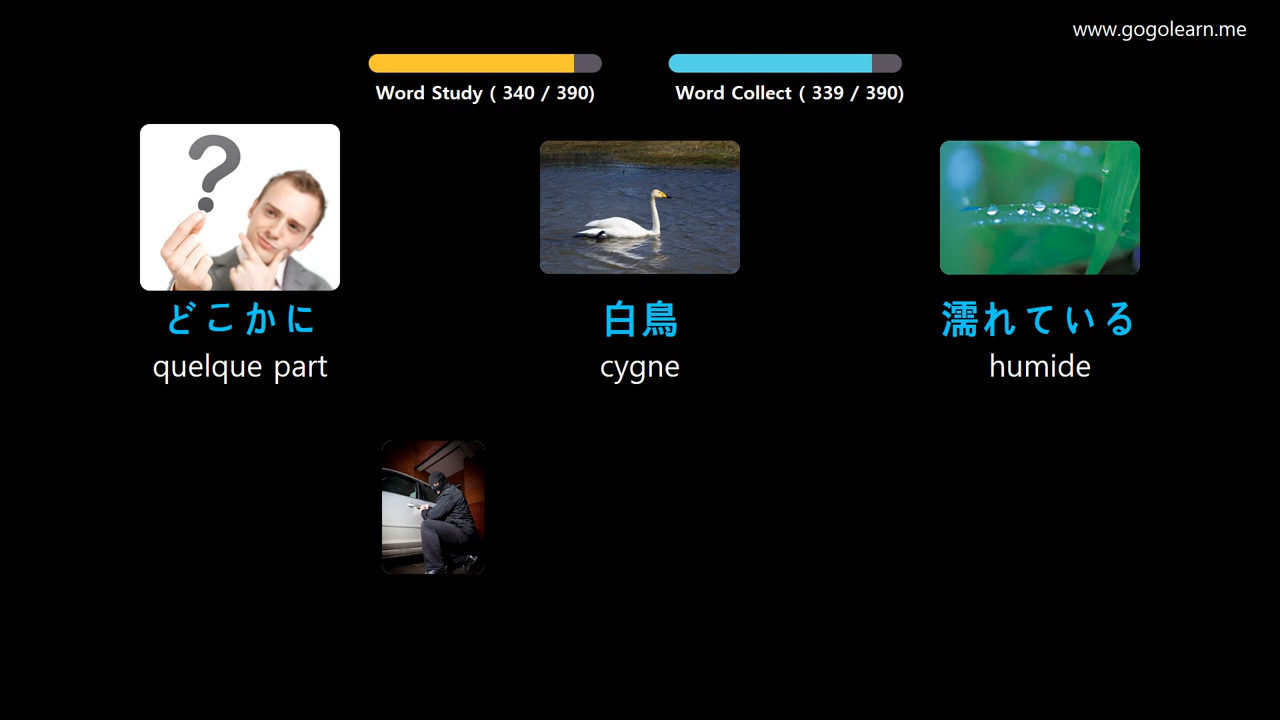 www.gogolearn.me
Word Study ( 340 / 390)
Word Collect ( 339 / 390)
どこかに
quelque part
白鳥
cygne
濡れている
humide